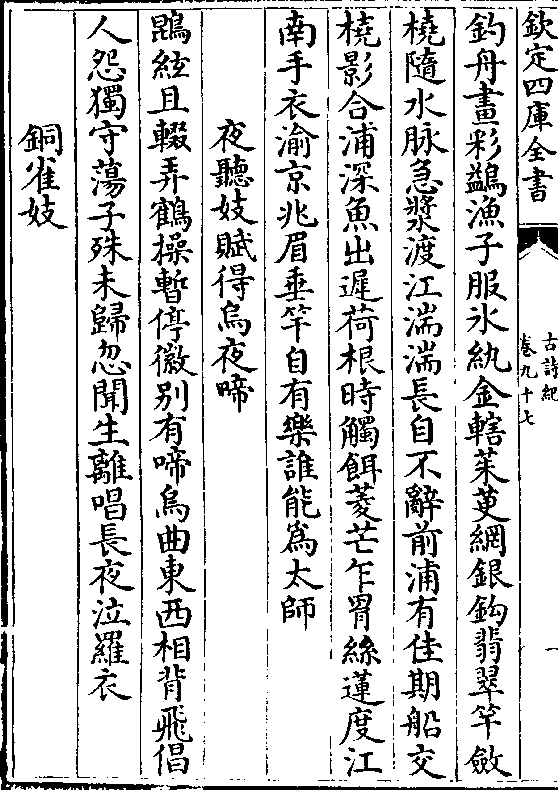 欽定四庫全書
古詩紀
卷九十七
釣舟畫彩鷁漁子服氷紈金轄茱萸網銀鈎翡翠竿斂
橈隨水脉急槳渡江湍湍長自不辭前浦有佳期船交
橈影合浦深魚出遲荷根時觸餌菱芒乍罥絲蓮度江
南手衣渝京兆眉垂竿自有樂誰能爲太師
夜聽妓賦得烏夜啼
鵾絃且輟弄鶴操暫停徽别有啼烏曲東西相背飛倡
人怨獨守蕩子殊未歸忽聞生離唱長夜泣羅衣
銅雀妓